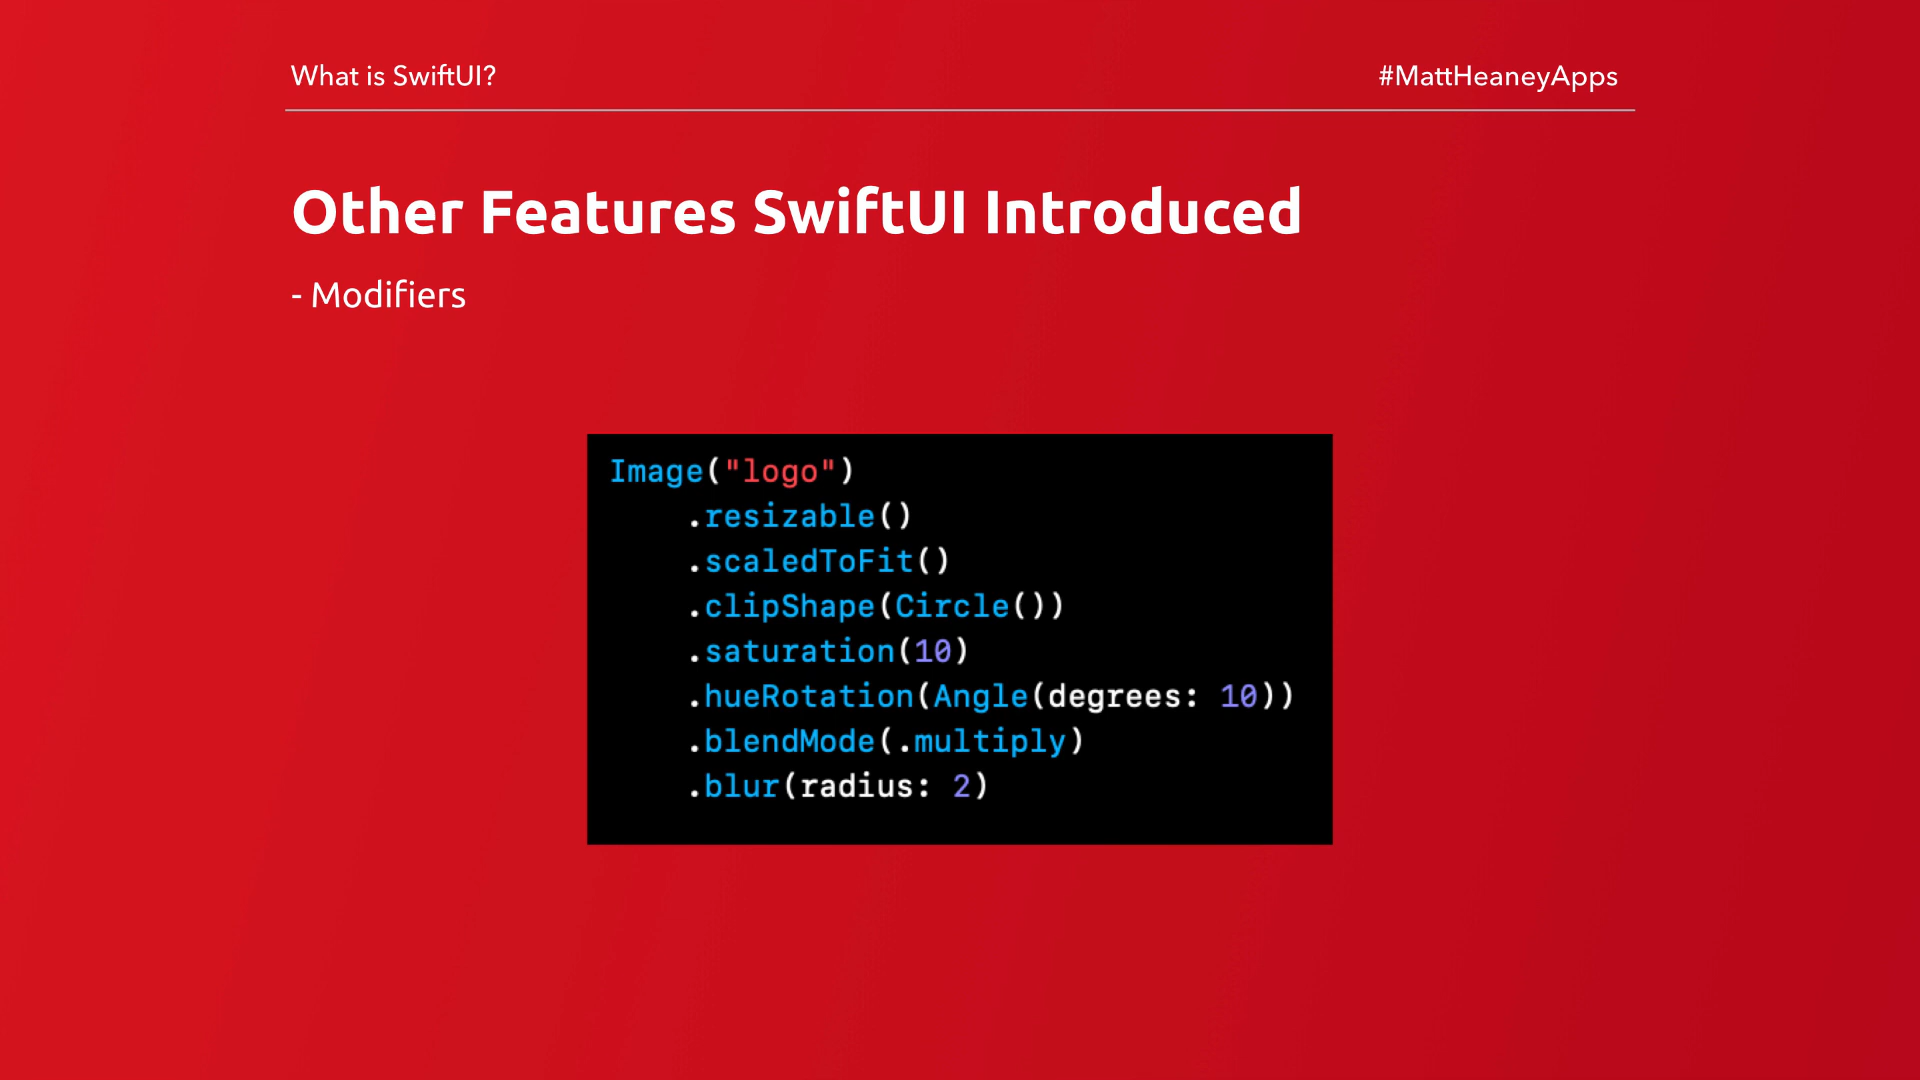 What is SwiftUI?
#MattHeaneyApps
Other Features SwiftUI Introduced
- Modifiers
Image("logo")
    .resizable()
    .scaledToFit()
    .clipShape(Circle())
    .saturation(10)
    .hueRotation(Angle(degrees: 10))
    .blendMode(.multiply)
    .blur(radius: 2)